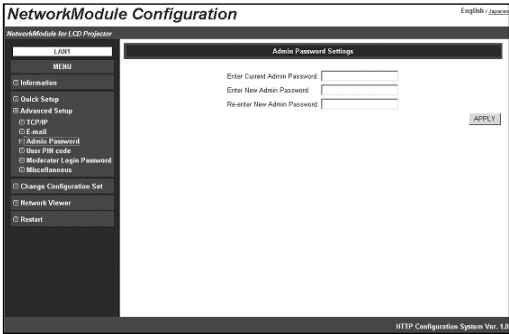 NetworkModule Configuration
English / Japanese
NetworkModule for LCD Projector
LAN1
MENU
Information
Quick Setup
Advanced Setup
TCP/IP
E-mail
Admin Password
User PIN code
Moderator Login Password
Miscellaneous
Change Configuration Set
Network Viewer
Restart
Admin Password Settings
Enter Current Admin Password:
Enter New Admin Password:
Re-enter New Admin Password:
APPLY
HTTP Configuration System Ver. 1.0